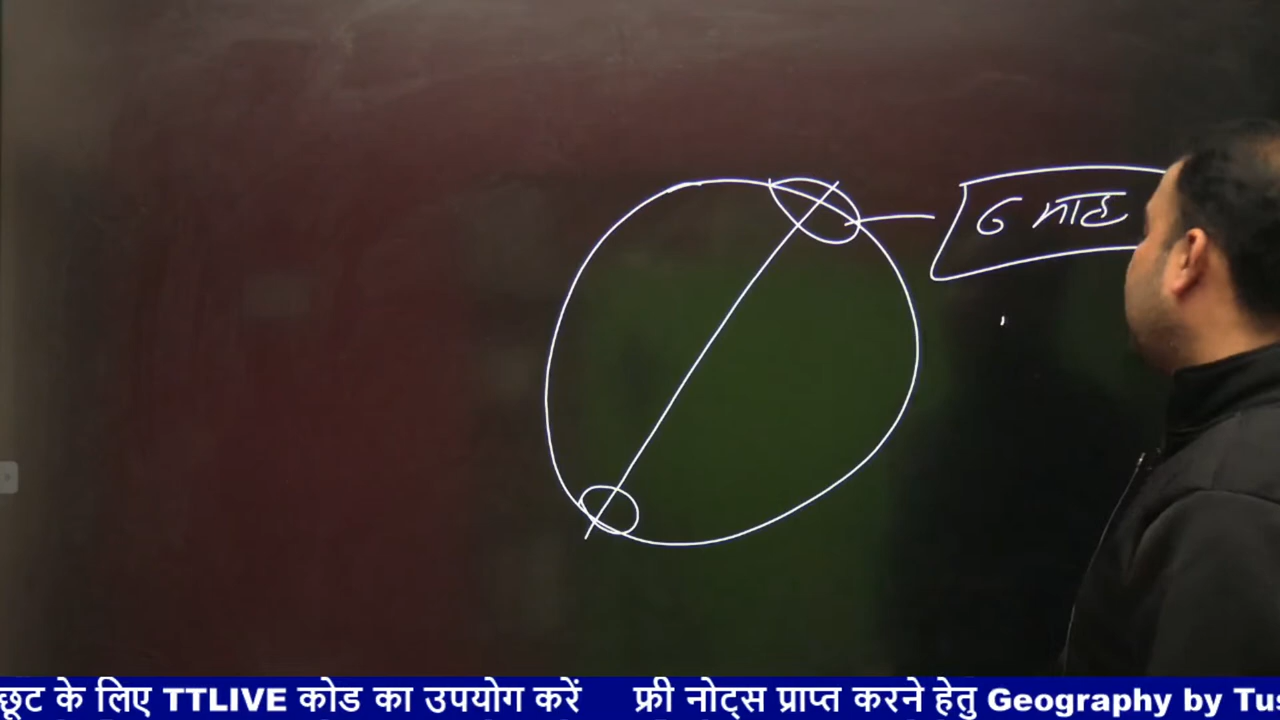 6 माह
छूट के लिए TTLIVE कोड का उपयोग करें फ्री नोट्स प्राप्त करने हेतु Geography by Tus